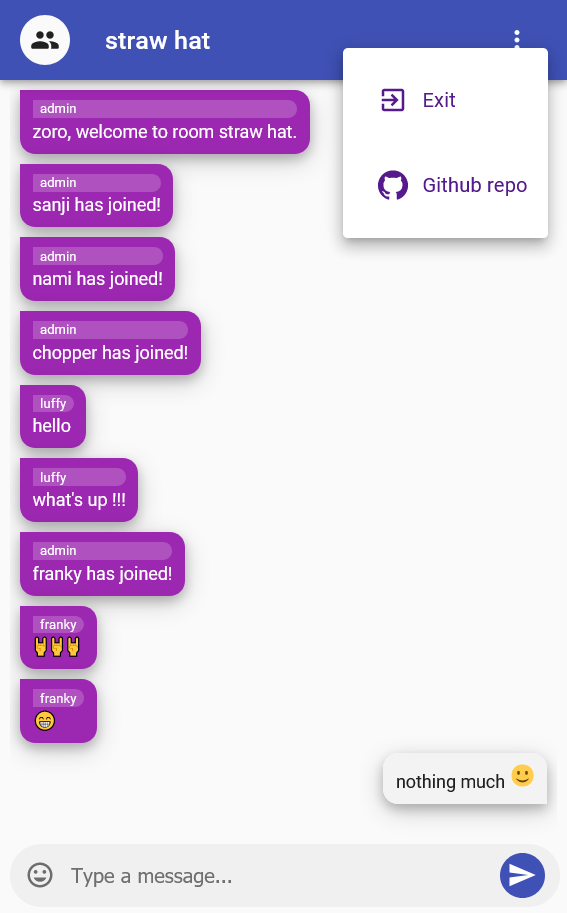 straw hat
Exit
Github repo
admin
zoro, welcome to room straw hat.
admin
sanji has joined!
admin
nami has joined!
admin
chopper has joined!
luffy
hello
luffy
what's up !!!
admin
franky has joined!
franky
🤘🤘🤘
franky
😁
nothing much 🙂
Type a message...